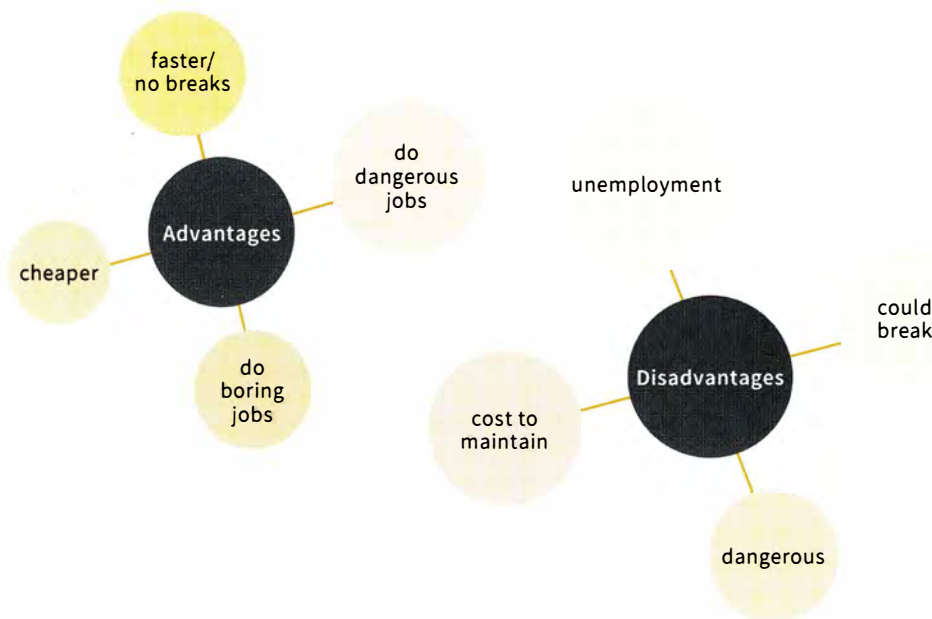 faster/
no breaks
do
dangerous
jobs
Advantages
cheaper
do
boring
jobs
unemployment
could
break
Disadvantages
cost to
maintain
dangerous